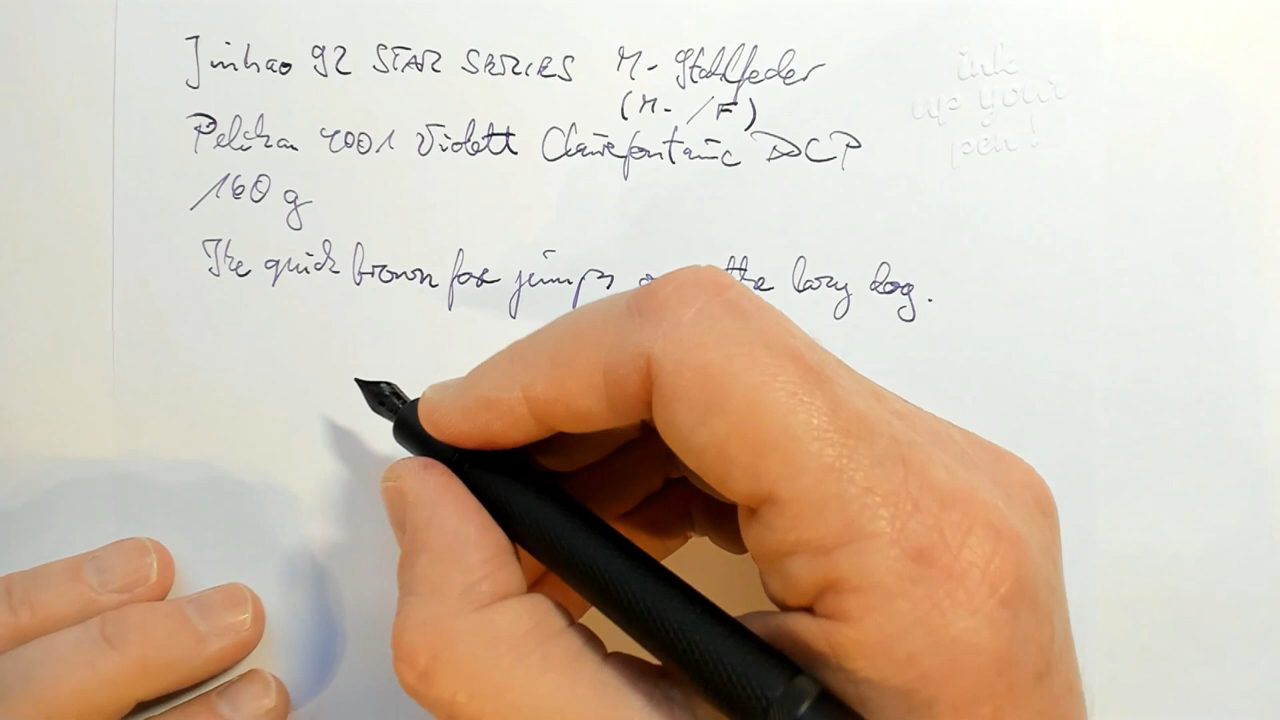 Jinhao 92 STAR SERIES M-Stahlfeder
(M- / F)
Pelikan 4001 Violett Clairefontaine DCP
160 g
The quick brown fox jumps the lazy dog.
ink
up your
pen!